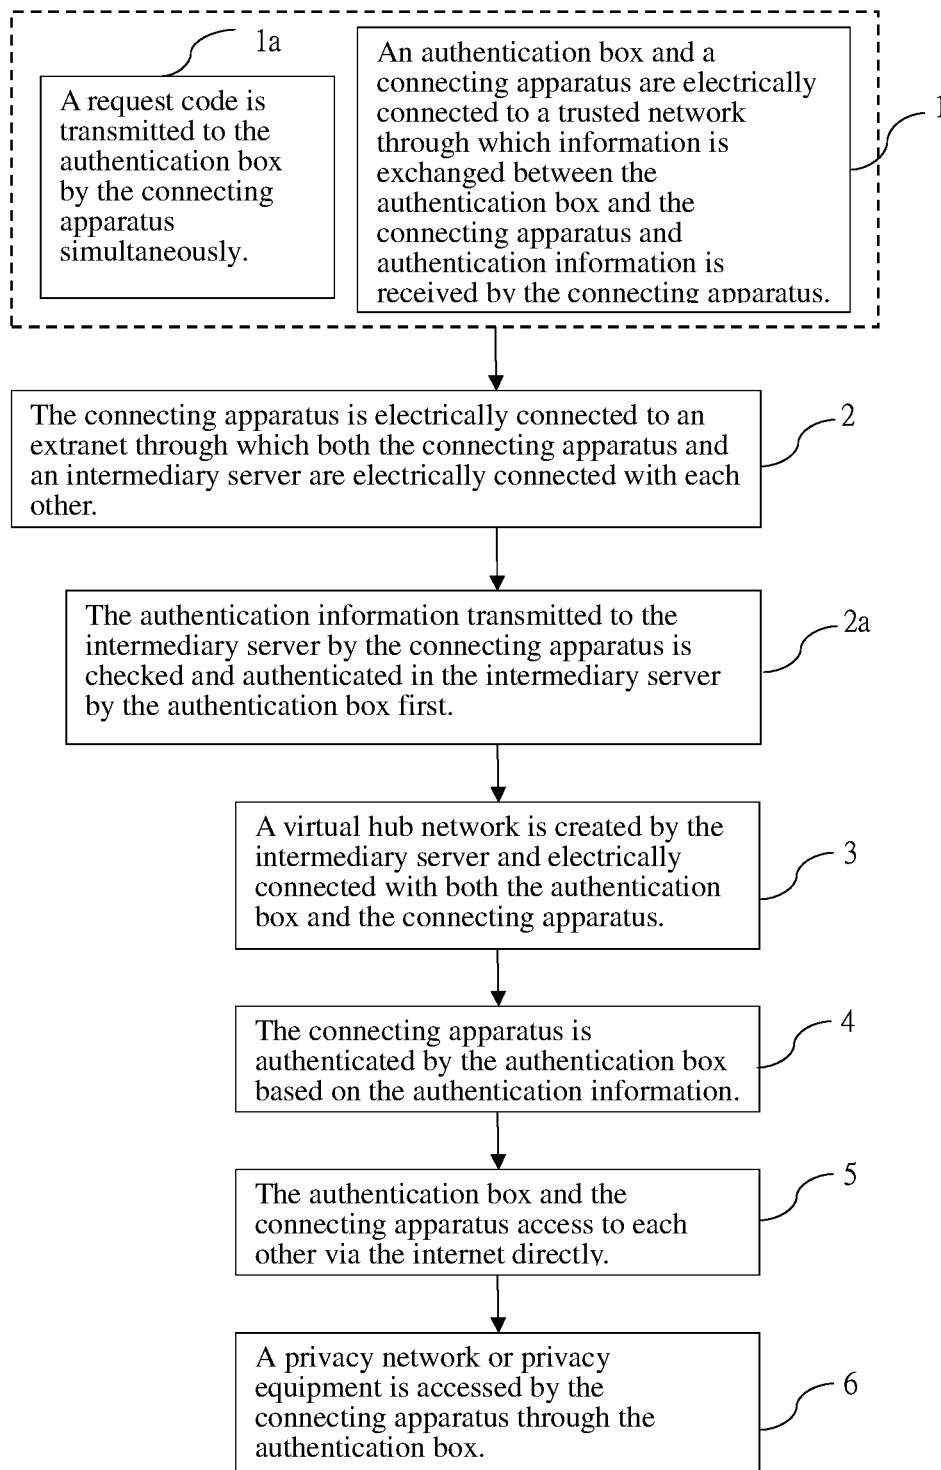 1a
A request code is
transmitted to the
authentication box
by the connecting
apparatus
simultaneously.
An authentication box and a
connecting apparatus are electrically
connected to a trusted network
through which information is
exchanged between the
authentication box and the
connecting apparatus and
authentication information is
received by the connecting apparatus.
1
The connecting apparatus is electrically connected to an
extranet through which both the connecting apparatus and
an intermediary server are electrically connected with each
other.
2
The authentication information transmitted to the
intermediary server by the connecting apparatus is
checked and authenticated in the intermediary server
by the authentication box first.
2a
A virtual hub network is created by the
intermediary server and electrically
connected with both the authentication
box and the connecting apparatus.
3
The connecting apparatus is
authenticated by the authentication box
based on the authentication information.
4
The authentication box and the
connecting apparatus access to each
other via the internet directly.
5
A privacy network or privacy
equipment is accessed by the
connecting apparatus through the
authentication box.
6